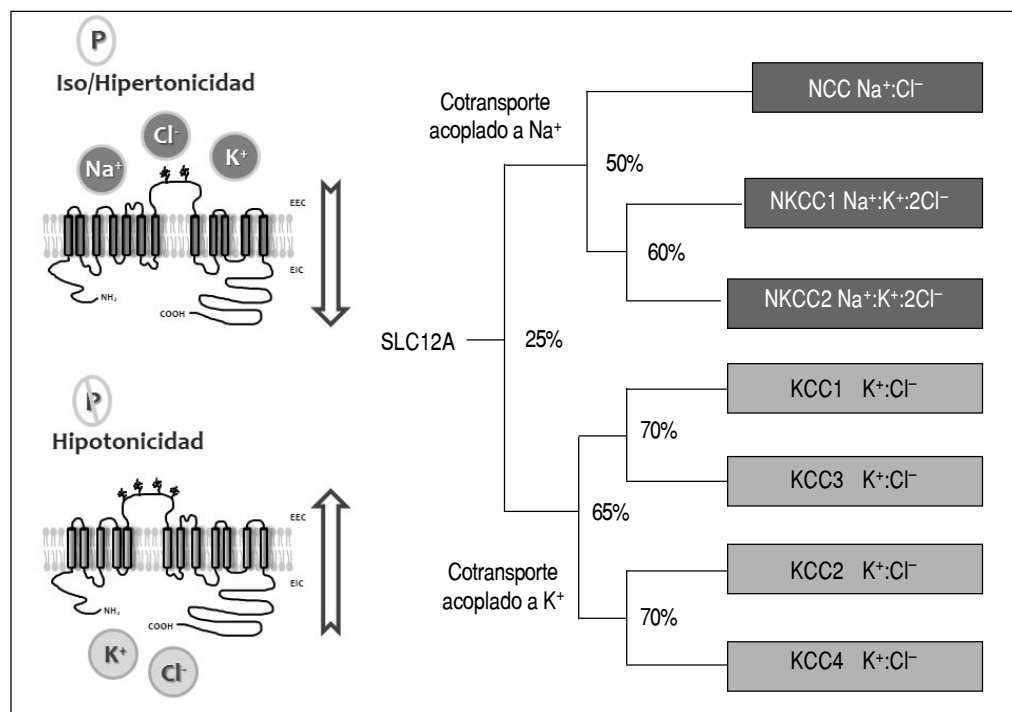 P
Iso/Hipertonicidad
Na⁺
Cl⁻
K⁺
EEC
EIC
NH₂
COOH
P
Hipotonicidad
EEC
EIC
NH₂
COOH
K⁺
Cl⁻
SLC12A
25%
Cotransporte
acoplado a Na⁺
50%
60%
NCC Na⁺:Cl⁻
NKCC1 Na⁺:K⁺:2Cl⁻
NKCC2 Na⁺:K⁺:2Cl⁻
Cotransporte
acoplado a K⁺
65%
70%
70%
KCC1 K⁺:Cl⁻
KCC3 K⁺:Cl⁻
KCC2 K⁺:Cl⁻
KCC4 K⁺:Cl⁻